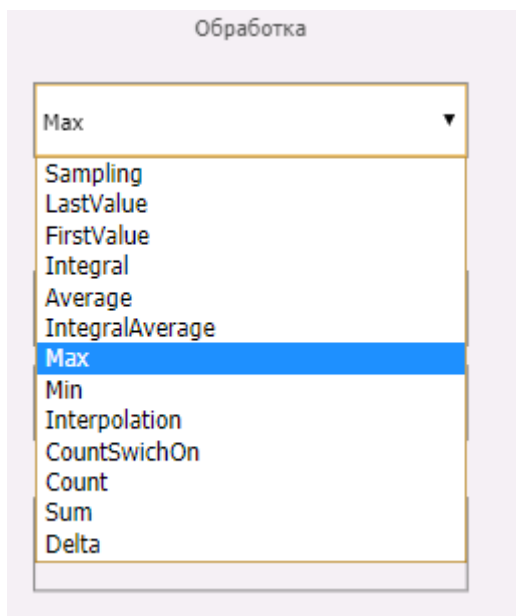 Обработка
Max
Sampling
LastValue
FirstValue
Integral
Average
IntegralAverage
Max
Min
Interpolation
CountSwichOn
Count
Sum
Delta